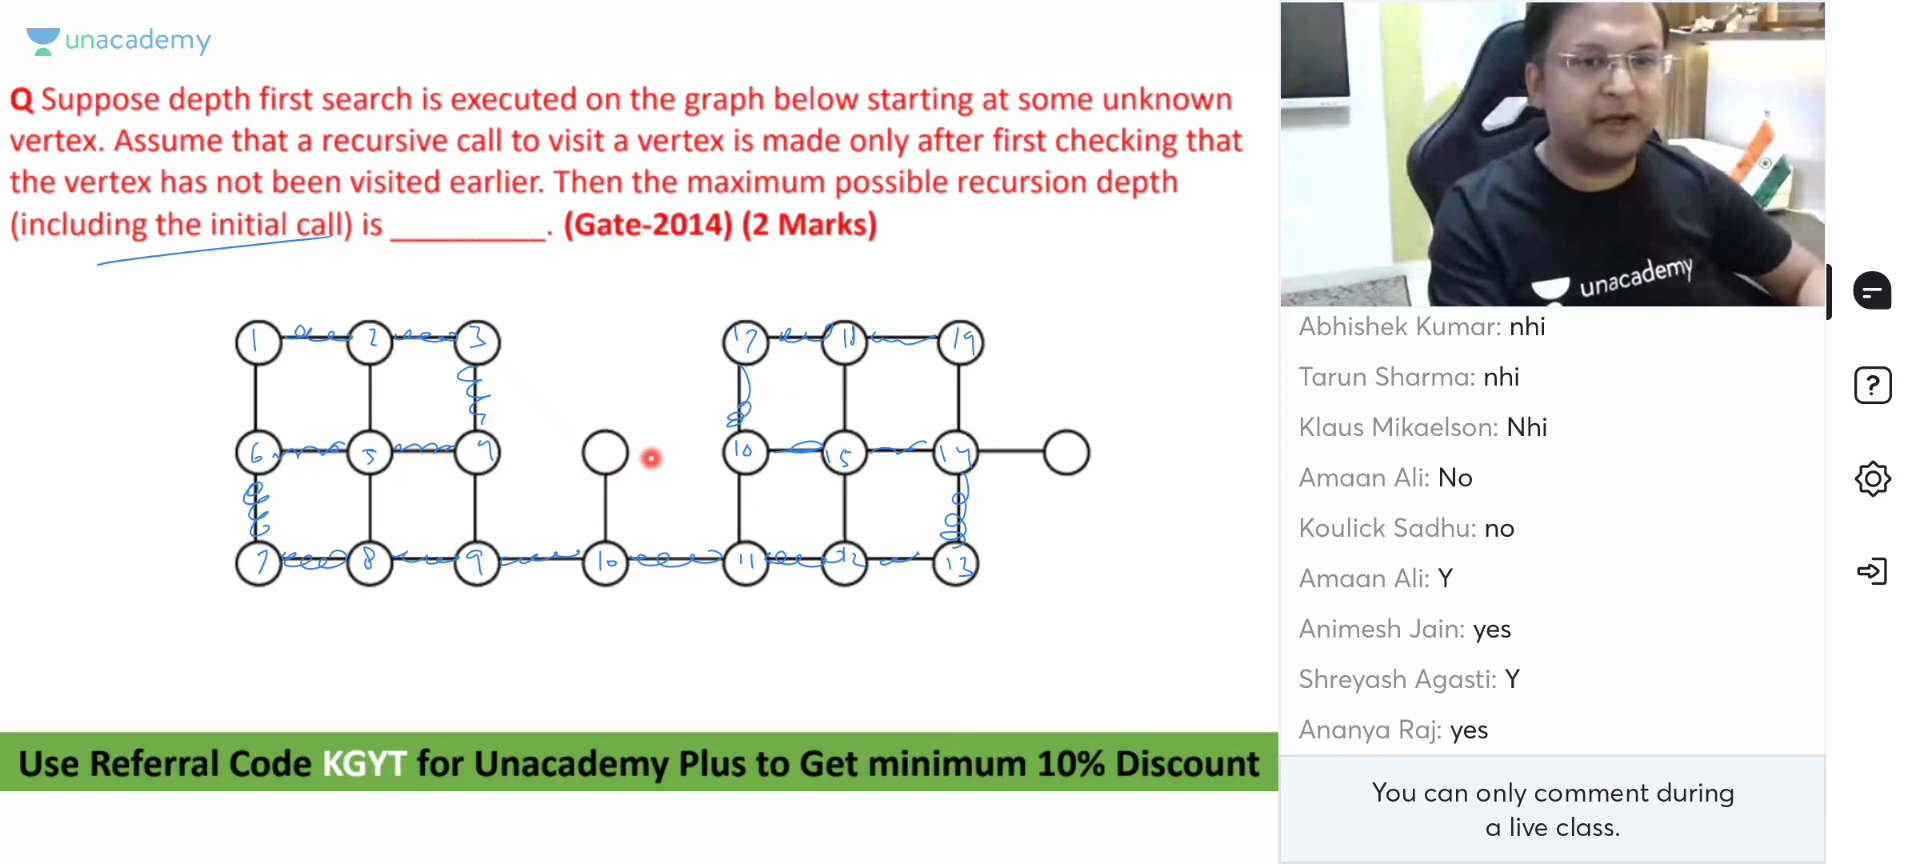 unacademy
Q Suppose depth first search is executed on the graph below starting at some unknown
vertex. Assume that a recursive call to visit a vertex is made only after first checking that
the vertex has not been visited earlier. Then the maximum possible recursion depth
(including the initial call) is __________. (Gate-2014) (2 Marks)
1 2 3 17 18 19
6 5 4 10 15 14
7 8 9 10 11 12 13
Use Referral Code KGYT for Unacademy Plus to Get minimum 10% Discount
unacademy
Abhishek Kumar: nhi
Tarun Sharma: nhi
Klaus Mikaelson: Nhi
Amaan Ali: No
Koulick Sadhu: no
Amaan Ali: Y
Animesh Jain: yes
Shreyash Agasti: Y
Ananya Raj: yes
You can only comment during
a live class.
?